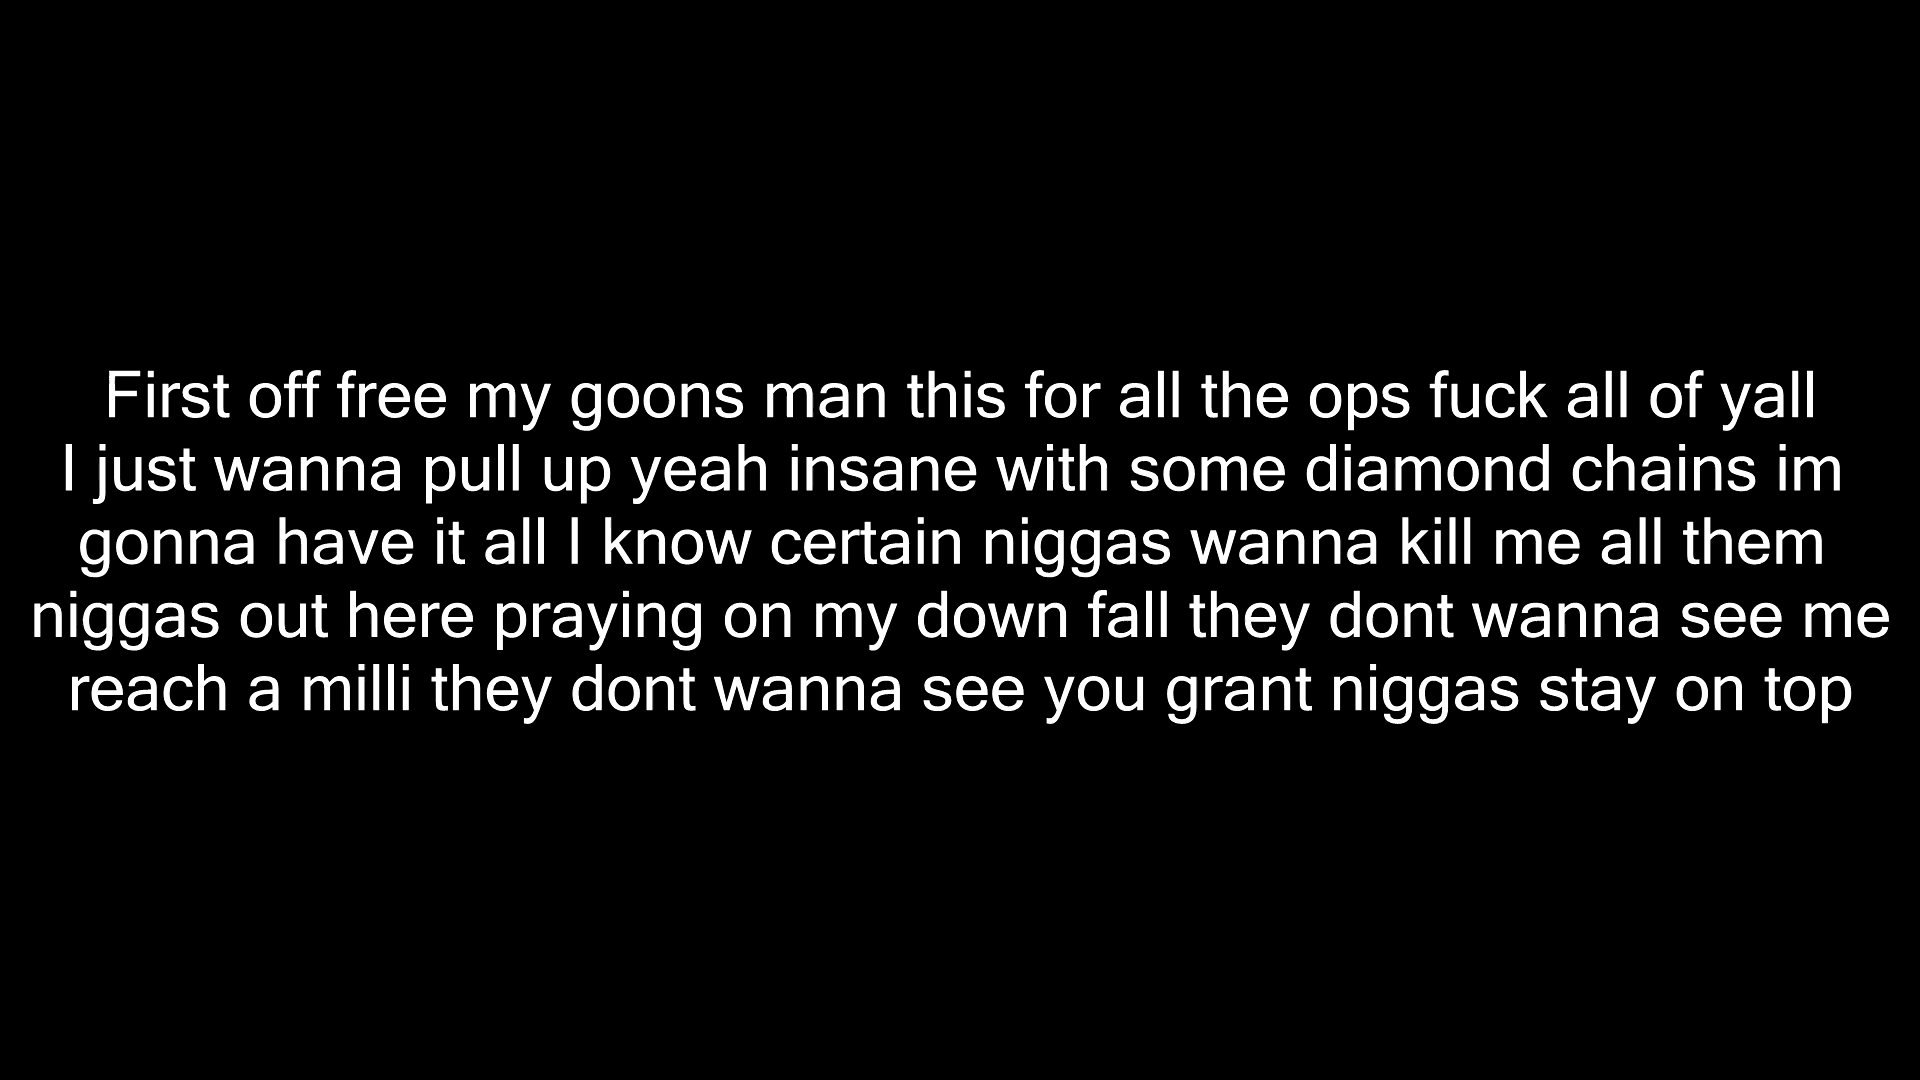 First off free my goons man this for all the ops fuck all of yall
I just wanna pull up yeah insane with some diamond chains im
gonna have it all I know certain niggas wanna kill me all them
niggas out here praying on my down fall they dont wanna see me
reach a milli they dont wanna see you grant niggas stay on top